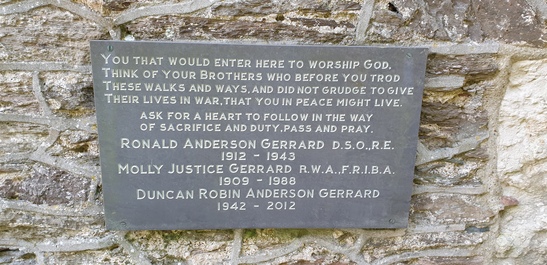 You that would enter here to worship God,
Think of your Brothers who before you trod
These walks and ways, and did not grudge to give
Their lives in war, that you in peace might live.
Ask for a heart to follow in the way
of sacrifice and duty, pass and pray.
Ronald Anderson Gerrard D.S.O., R.E.
1912 - 1943
Molly Justice Gerrard R.W.A., F.R.I.B.A.
1909 - 1988
Duncan Robin Anderson Gerrard
1942 - 2012